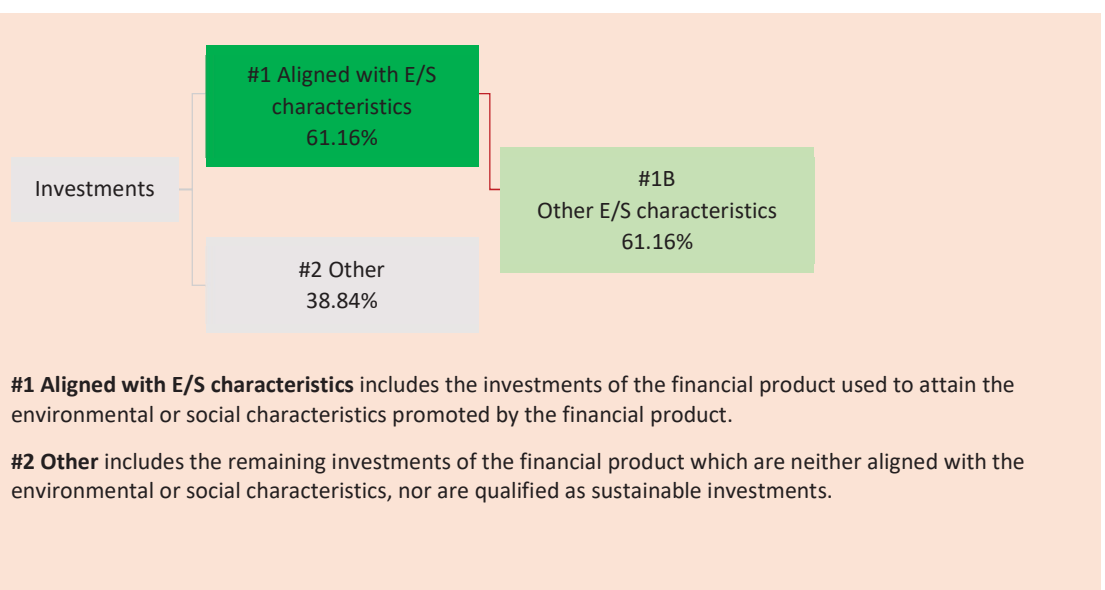 #1 Aligned with E/S
characteristics
61.16%
Investments
#1B
Other E/S characteristics
61.16%
#2 Other
38.84%
#1 Aligned with E/S characteristics includes the investments of the financial product used to attain the
environmental or social characteristics promoted by the financial product.
#2 Other includes the remaining investments of the financial product which are neither aligned with the
environmental or social characteristics, nor are qualified as sustainable investments.